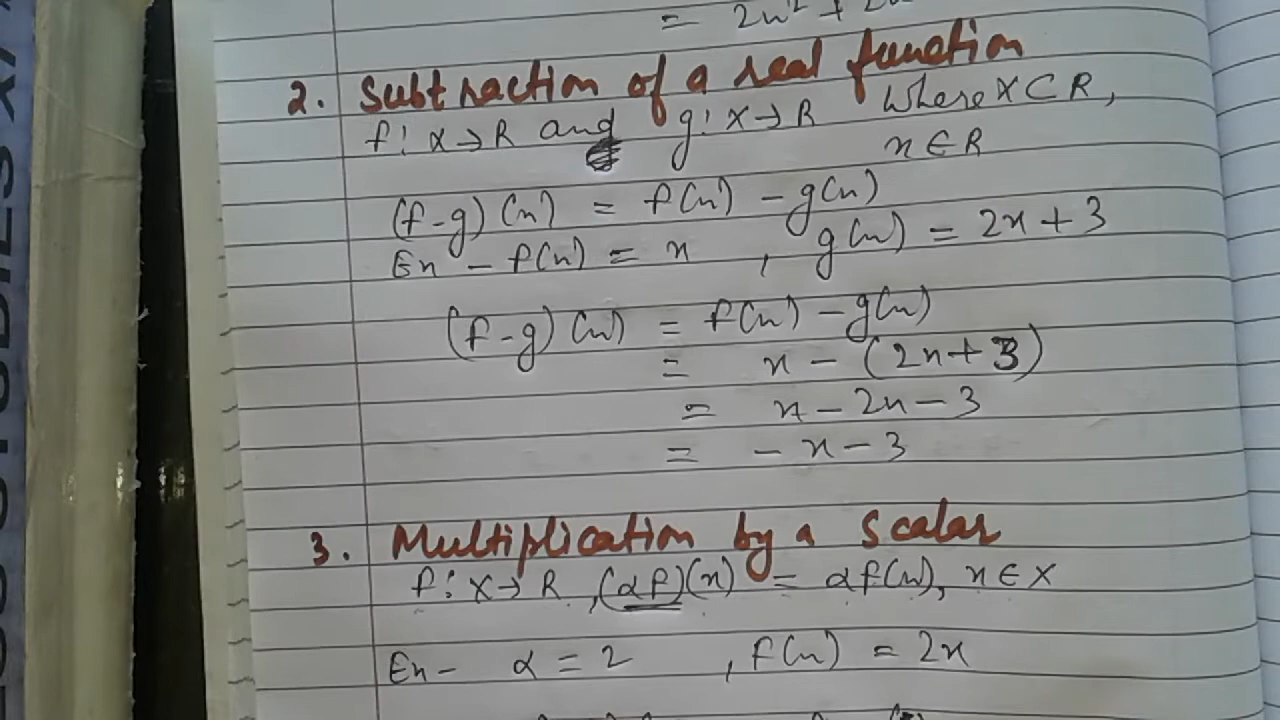 = 2x² +
2. Subtraction of a real function
f: X → R and g: X → R where X ⊂ R,
x ∈ R
(f-g)(x) = f(x) - g(x)
Ex - f(x) = x , g(x) = 2x + 3
(f-g)(x) = f(x) - g(x)
= x - (2x + 3)
= x - 2x - 3
= - x - 3
3. Multiplication by a scalar
f: X → R, (αf)(x) = αf(x), x ∈ X
Ex - α = 2 , f(x) = 2x